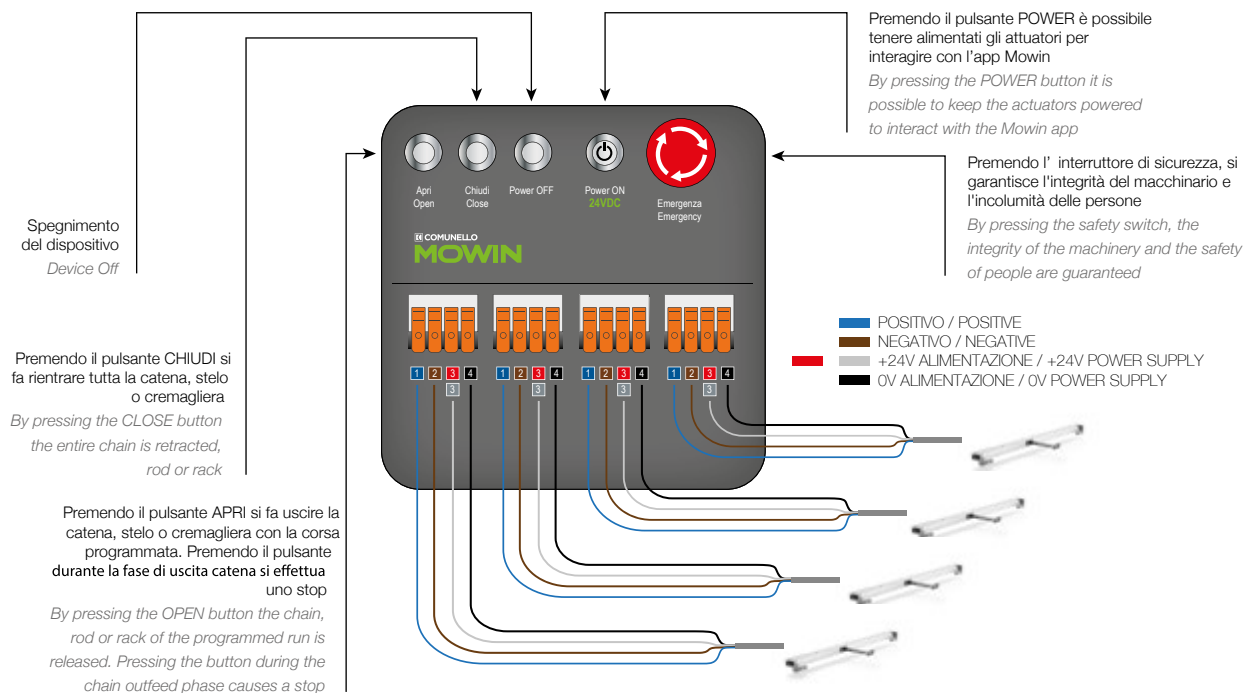 Premendo il pulsante POWER è possibile
tenere alimentati gli attuatori per
interagire con l'app Mowin
By pressing the POWER button it is
possible to keep the actuators powered
to interact with the Mowin app
Premendo l' interruttore di sicurezza, si
garantisce l'integrità del macchinario e
l'incolumità delle persone
By pressing the safety switch, the
integrity of the machinery and the safety
of people are guaranteed
Spegnimento
del dispositivo
Device Off
Premendo il pulsante CHIUDI si
fa rientrare tutta la catena, stelo
o cremagliera
By pressing the CLOSE button
the entire chain is retracted,
rod or rack
Premendo il pulsante APRI si fa uscire la
catena, stelo o cremagliera con la corsa
programmata. Premendo il pulsante
durante la fase di uscita catena si effettua
uno stop
By pressing the OPEN button the chain,
rod or rack of the programmed run is
released. Pressing the button during the
chain outfeed phase causes a stop
Apri
Open
Chiudi
Close
Power OFF
Power ON
24VDC
Emergenza
Emergency
COMUNELLO
MOWIN
1 2 3 4
3
1 2 3 4
3
1 2 3 4
3
1 2 3 4
3
POSITIVO / POSITIVE
NEGATIVO / NEGATIVE
+24V ALIMENTAZIONE / +24V POWER SUPPLY
0V ALIMENTAZIONE / 0V POWER SUPPLY